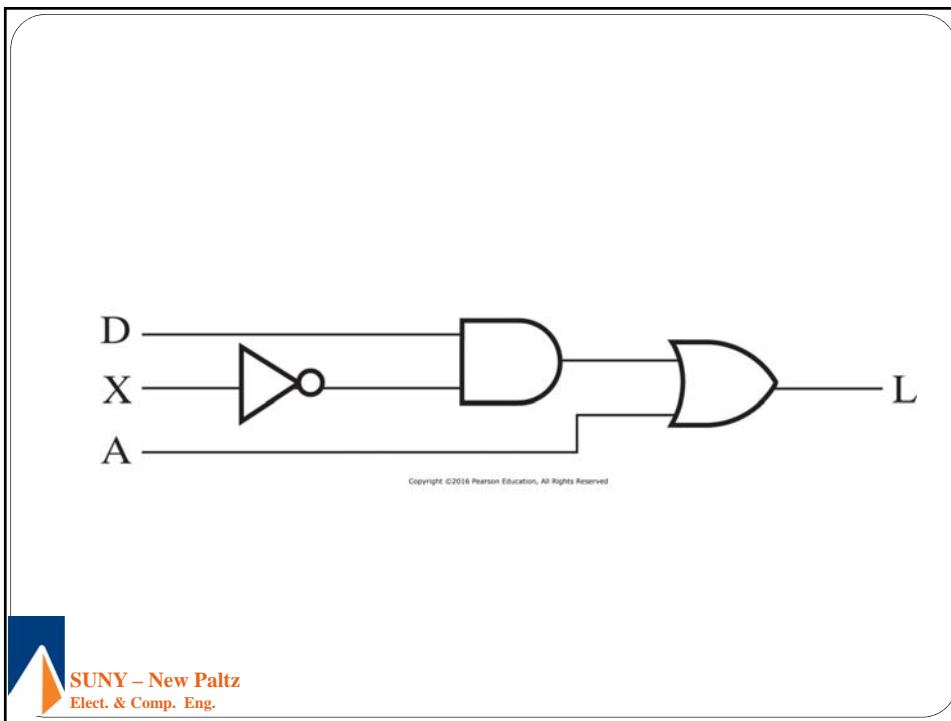 D
X
A
L
Copyright ©2016 Pearson Education, All Rights Reserved
SUNY – New Paltz
Elect. & Comp. Eng.